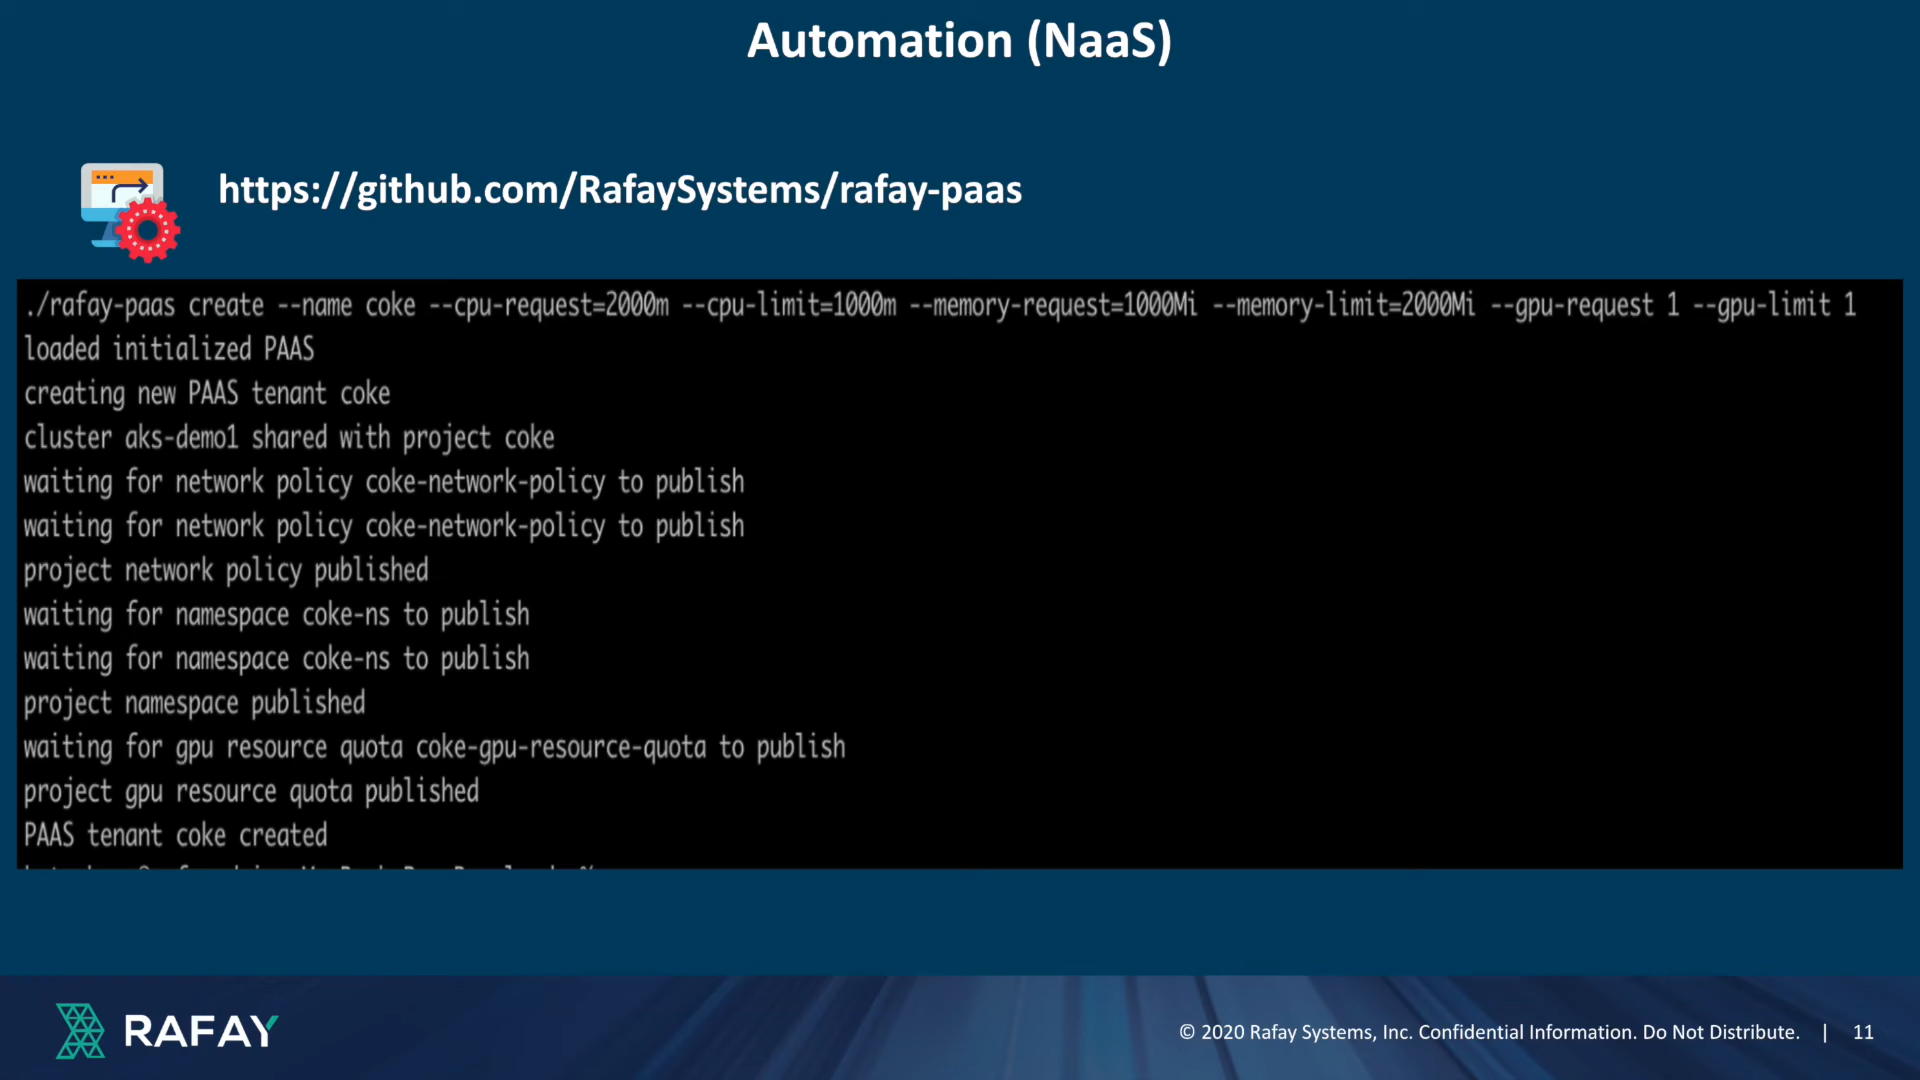 Automation (NaaS)
https://github.com/RafaySystems/rafay-paas
./rafay-paas create --name coke --cpu-request=2000m --cpu-limit=1000m --memory-request=1000Mi --memory-limit=2000Mi --gpu-request 1 --gpu-limit 1
loaded initialized PAAS
creating new PAAS tenant coke
cluster aks-demo1 shared with project coke
waiting for network policy coke-network-policy to publish
waiting for network policy coke-network-policy to publish
project network policy published
waiting for namespace coke-ns to publish
waiting for namespace coke-ns to publish
project namespace published
waiting for gpu resource quota coke-gpu-resource-quota to publish
project gpu resource quota published
PAAS tenant coke created
RAFAY
© 2020 Rafay Systems, Inc. Confidential Information. Do Not Distribute. | 11